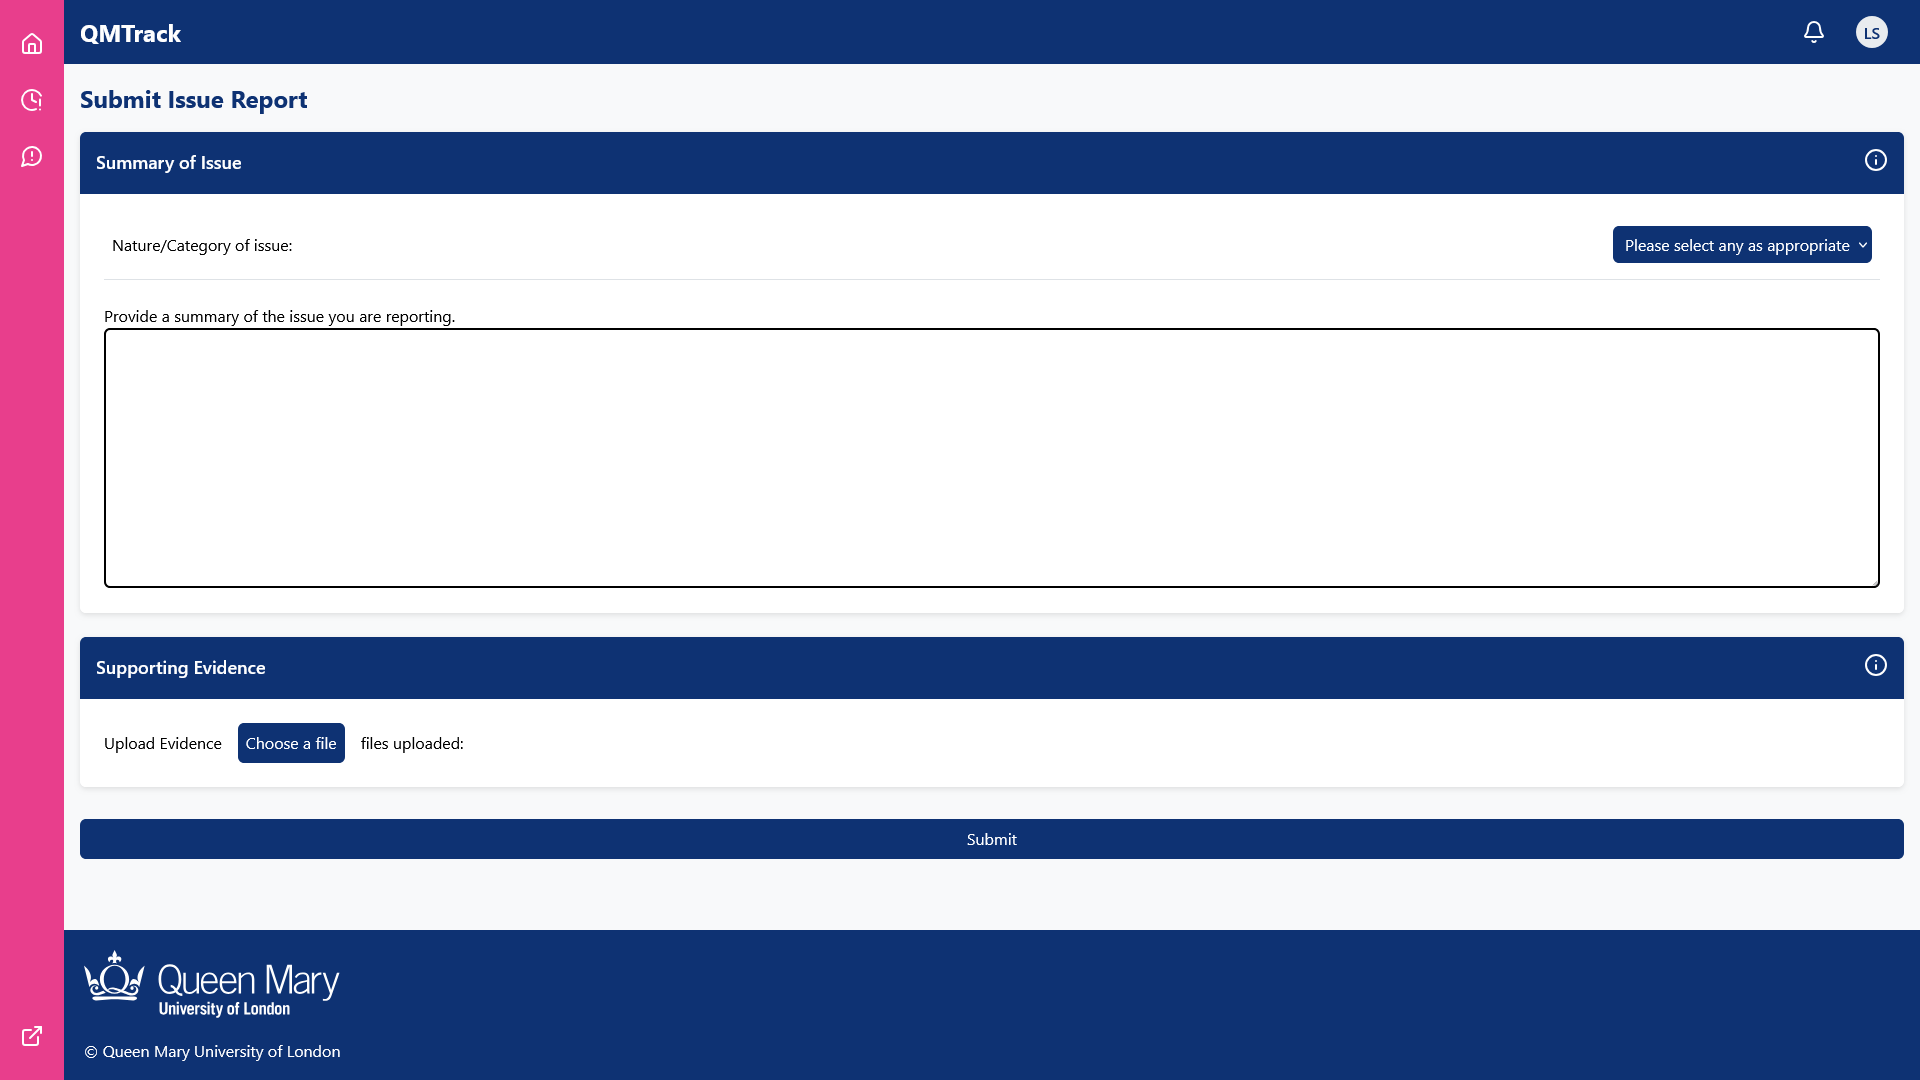 QMTrack
LS
Submit Issue Report
Summary of Issue
Nature/Category of issue:
Please select any as appropriate
Provide a summary of the issue you are reporting.
Supporting Evidence
Upload Evidence
Choose a file
files uploaded:
Submit
Queen Mary
University of London
© Queen Mary University of London